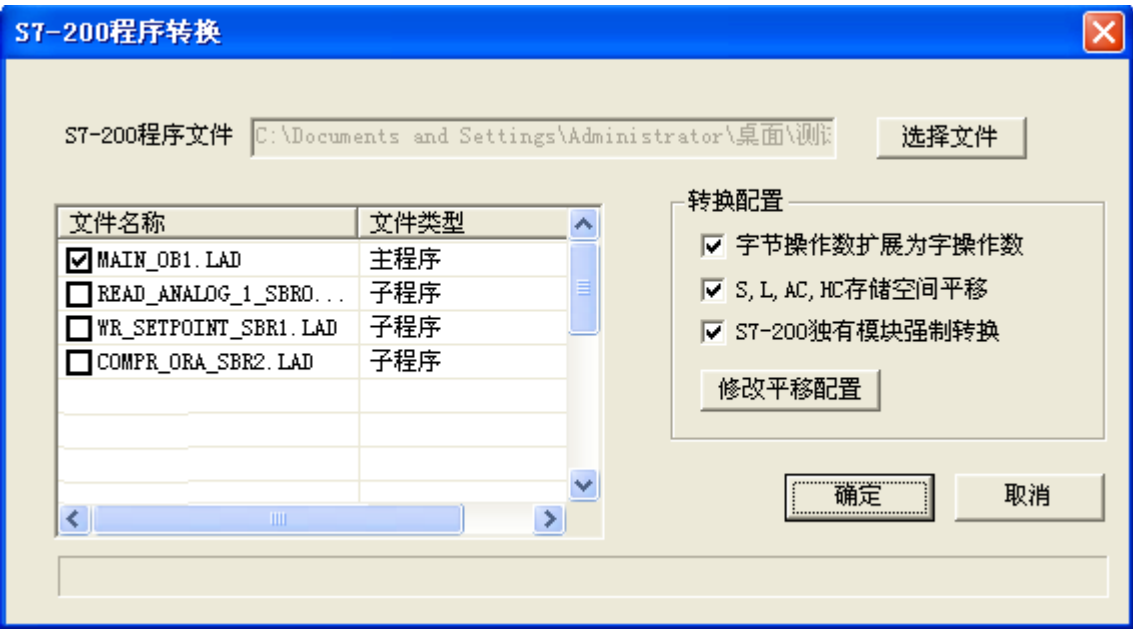 S7-200程序转换
S7-200程序文件 C:\Documents and Settings\Administrator\桌面\测 选择文件
文件名称 文件类型
MAIN_OB1.LAD 主程序
READ_ANALOG_1_SBR0... 子程序
WR_SETPOINT_SBR1.LAD 子程序
COMPR_ORA_SBR2.LAD 子程序
转换配置
字节操作数扩展为字操作数
S,L,AC,HC存储空间平移
S7-200独有模块强制转换
修改平移配置
确定 取消